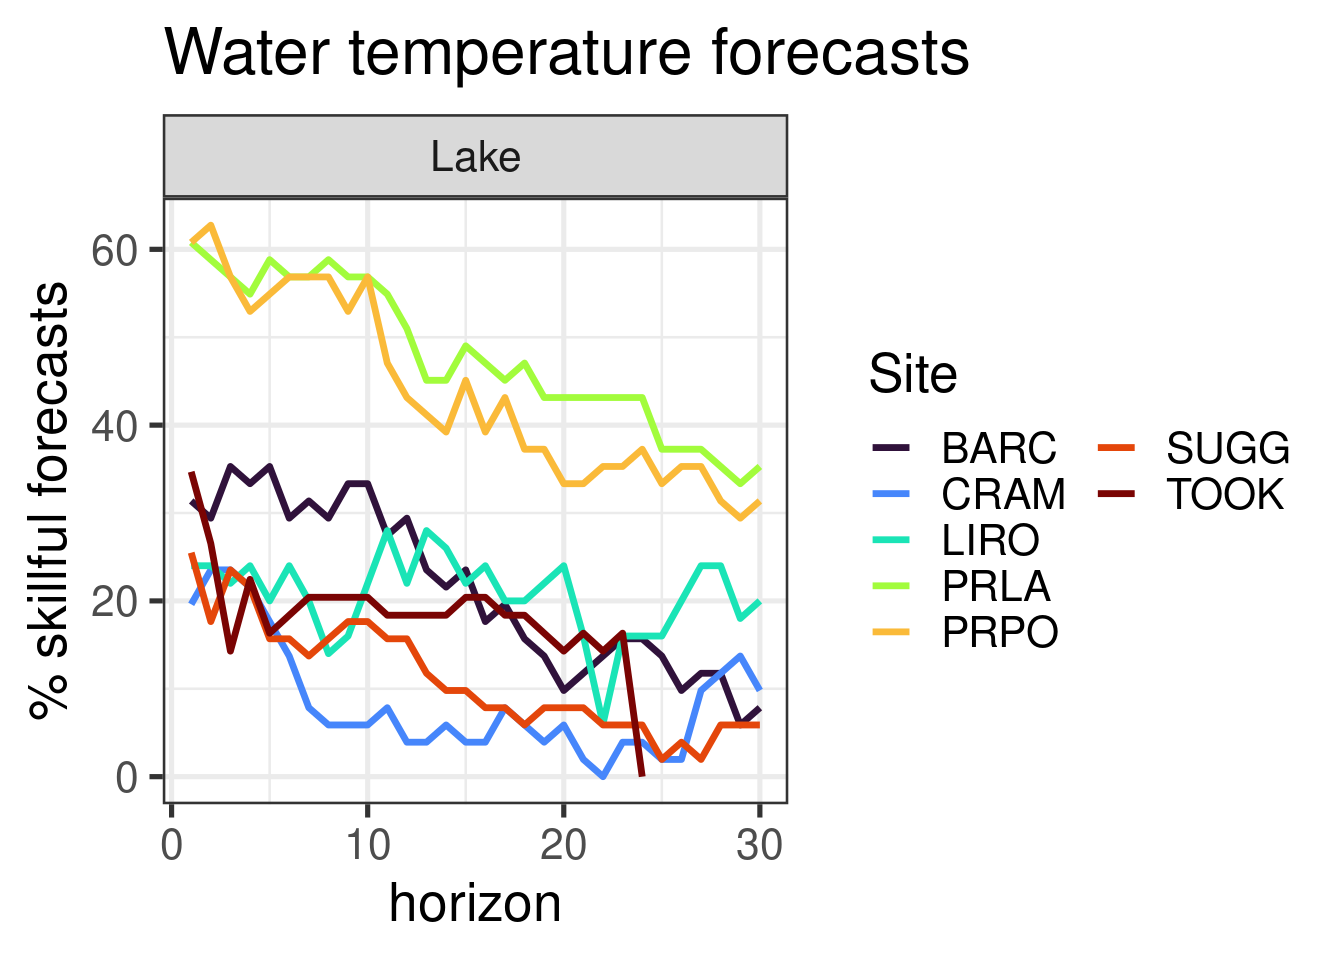 Water temperature forecasts
Lake
60
40
20
0
% skillful forecasts
0 10 20 30
horizon
Site
BARC SUGG
CRAM TOOK
LIRO
PRLA
PRPO